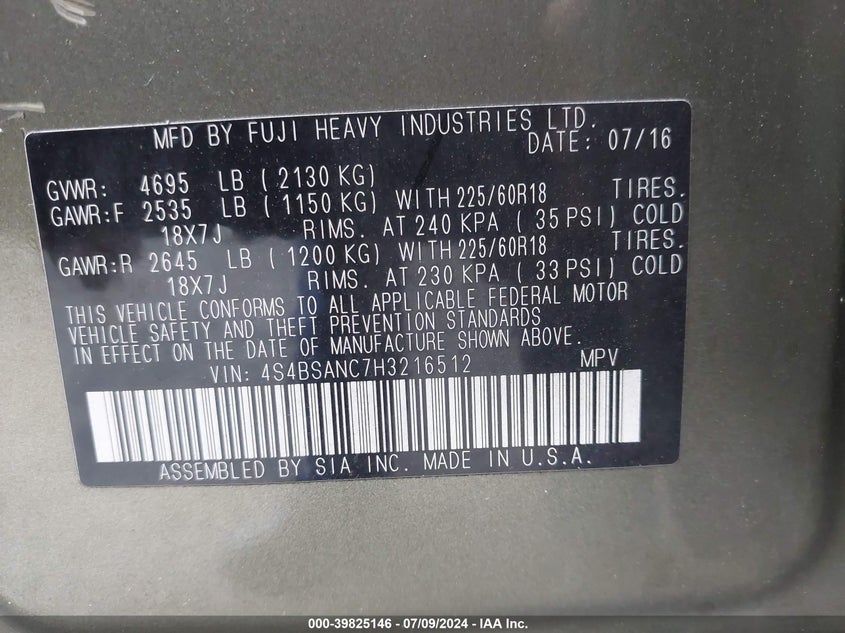 MFD BY FUJI HEAVY INDUSTRIES LTD.
DATE: 07/16
GVWR: 4695 LB ( 2130 KG)
GAWR:F 2535 LB ( 1150 KG) WITH 225/60R18 TIRES.
18X7J RIMS. AT 240 KPA ( 35 PSI) COLD
GAWR:R 2645 LB ( 1200 KG) WITH 225/60R18 TIRES.
18X7J RIMS. AT 230 KPA ( 33 PSI) COLD
THIS VEHICLE CONFORMS TO ALL APPLICABLE FEDERAL MOTOR
VEHICLE SAFETY AND THEFT PREVENTION STANDARDS
IN EFFECT ON THE DATE OF MANUFACTURE SHOWN ABOVE.
VIN: 4S4BSANC7H3216512 MPV
ASSEMBLED BY SIA INC. MADE IN U.S.A.
000-39825146 - 07/09/2024 - IAA Inc.